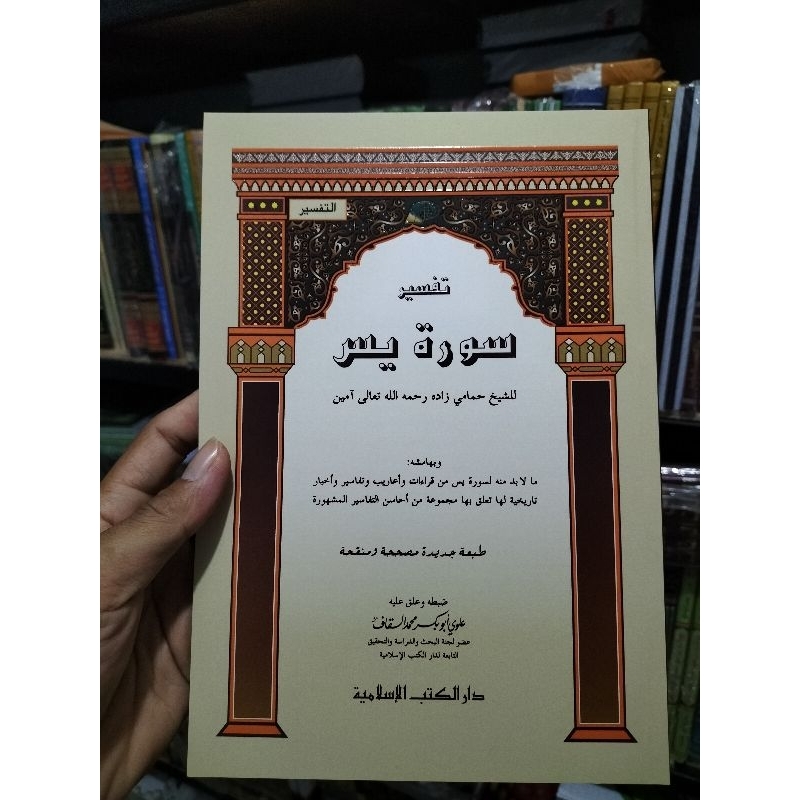 التفسير
تفسير
سورة يس
للشيخ حمامي زاده رحمه الله تعالى آمين
وبهامشه:
ما لابد منه لسورة يس من قراءات وأعاريب وتفاسير وأخبار
تاريخية لها تعلق بها مجموعة من أحاسن التفاسير المشهورة
طبعة جديدة مصححة ومنقحة
ضبطه وعلق عليه
علوي أبو بكر محمد السقاف
عضو لجنة البحث والدراسة والتحقيق
التابعة لدار الكتب الإسلامية
دار الكتب الإسلامية